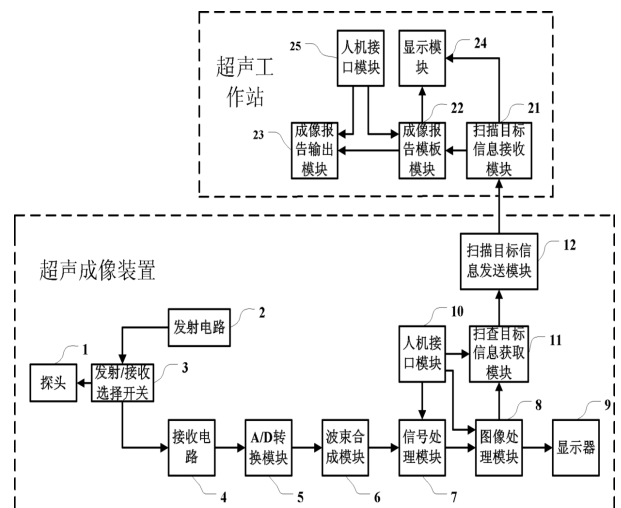 25
人机接
口模块
显示模
块
24
超声工
作站
22
21
23
成像报
告输出
模块
成像报
告模板
模块
扫描目标
信息接收
模块
扫描目标信
息发送模块
12
超声成像装置
2
发射电路
10
1
人机接
口模块
扫查目标
信息获取
模块
11
探头
发射/接收
选择开关
3
8
9
接收电
路
A/D转
换模块
波束合
成模块
信号处
理模块
图像处
理模块
显示器
4
5
6
7